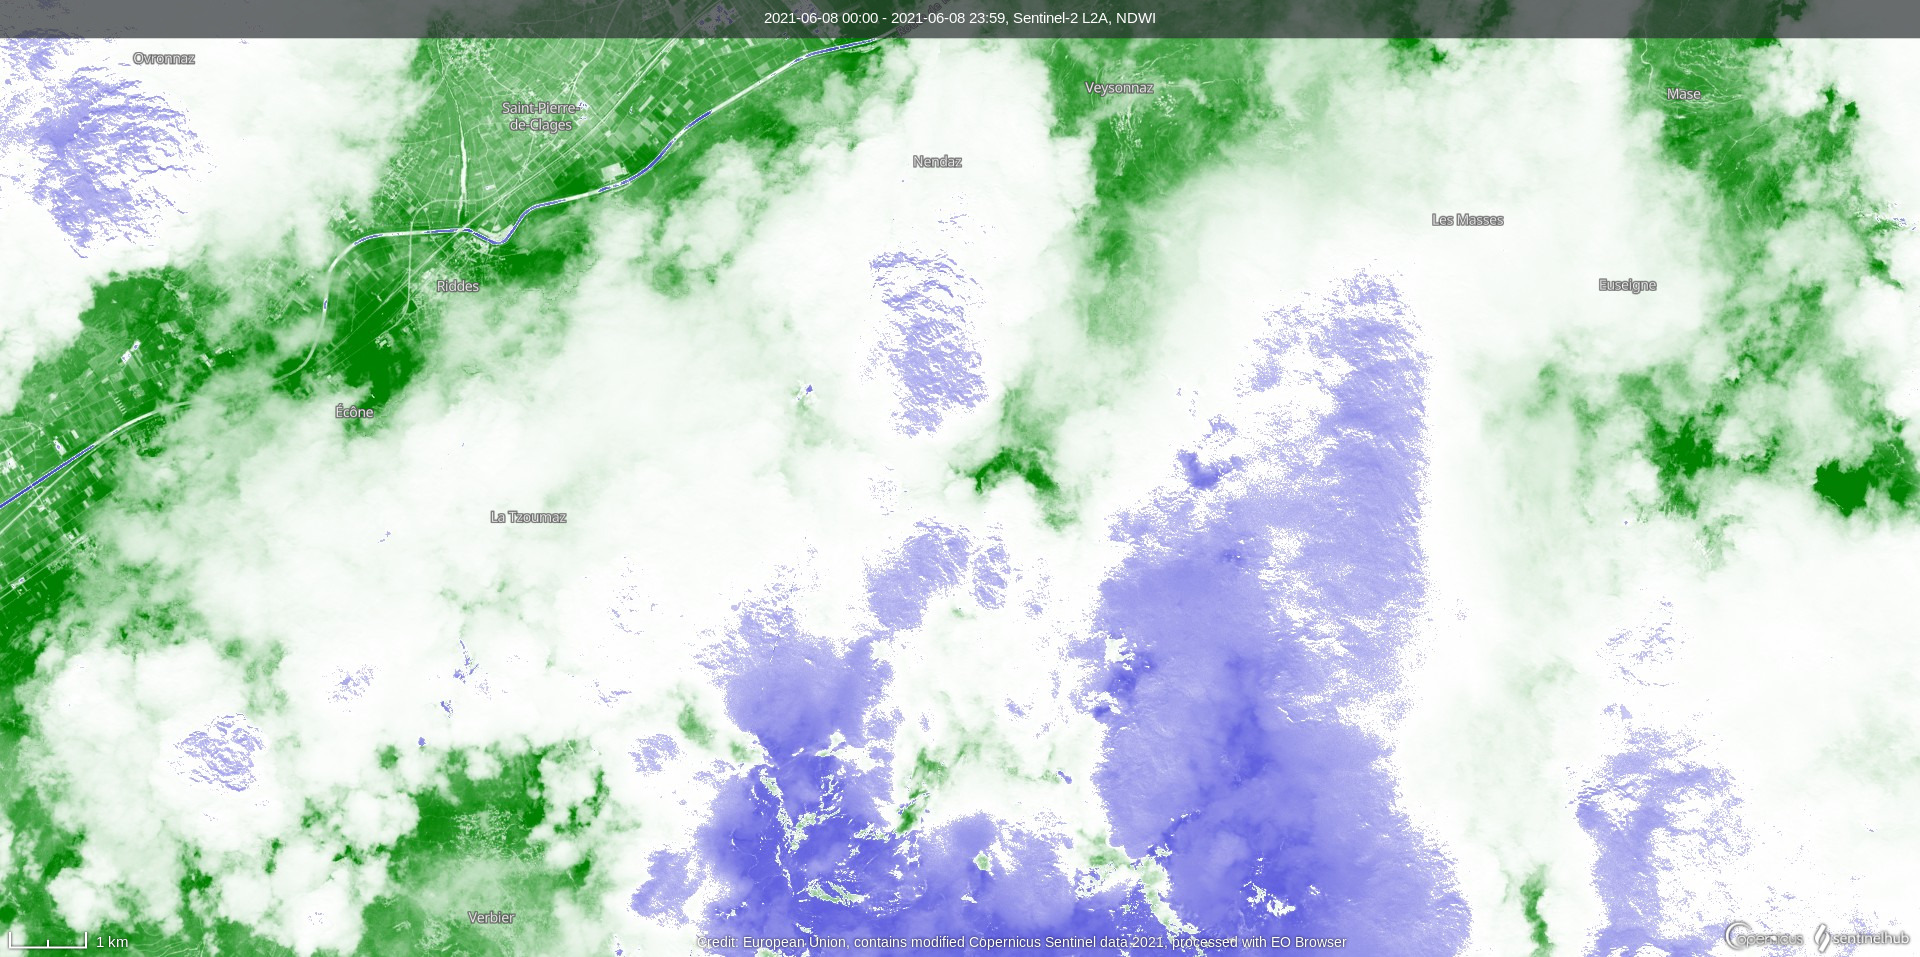 2021-06-08 00:00 - 2021-06-08 23:59, Sentinel-2 L2A, NDWI
Ovronnaz
Veysonnaz
Mase
Saint-Pierre-
de-Clages
Nendaz
Les Masses
Riddes
Euseigne
Écône
La Tzoumaz
Verbier
1 km
Credit: European Union, contains modified Copernicus Sentinel data 2021, processed with EO Browser
opernicus
sentinelhub